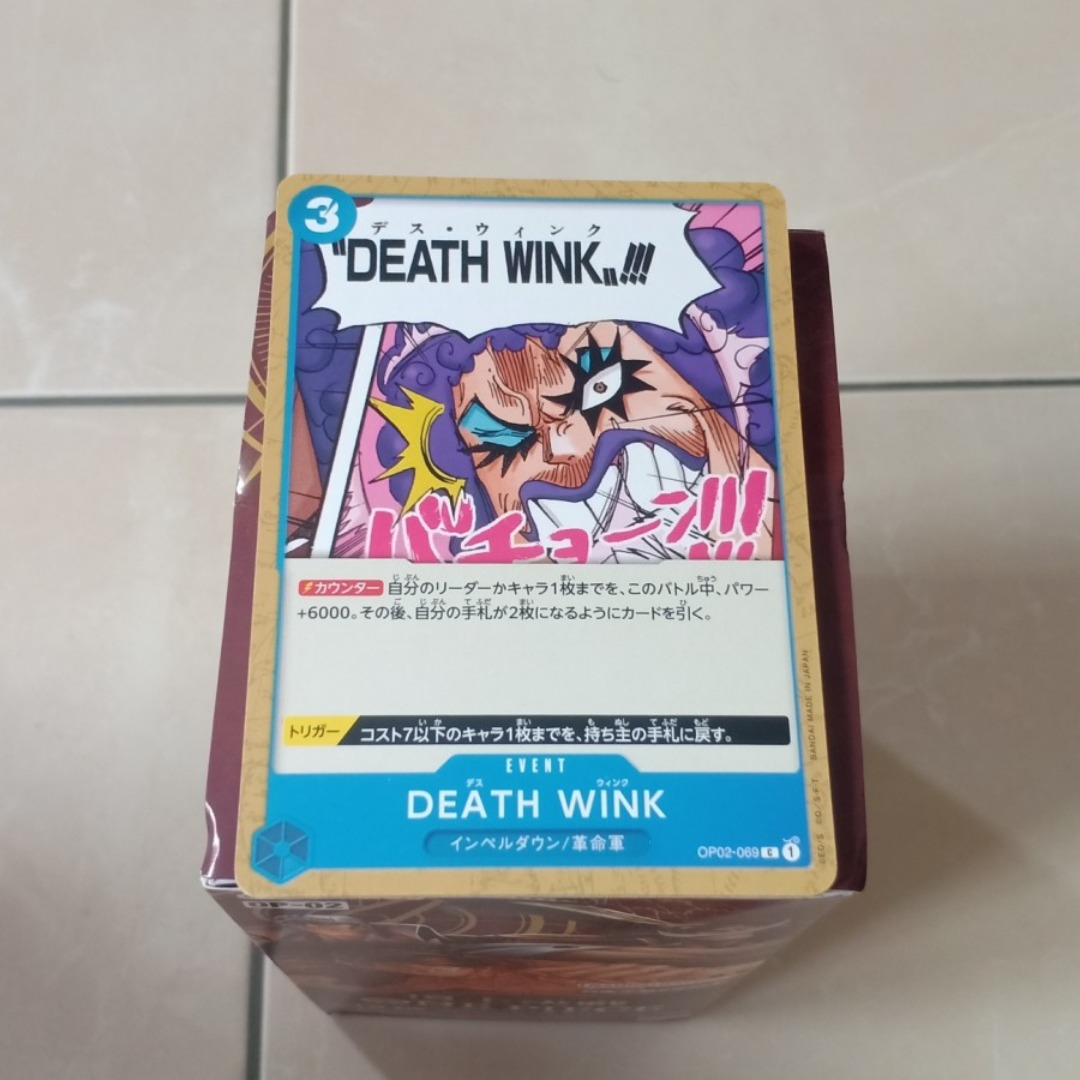 3
デス・ウィンク
"DEATH WINK„!!!
バチョーン!!!
カウンター 自分のリーダーかキャラ1枚までを、このバトル中、パワー
+6000。その後、自分の手札が2枚になるようにカードを引く。
トリガー コスト7以下のキャラ1枚までを、持ち主の手札に戻す。
EVENT
DEATH WINK
インペルダウン/革命軍
OP02-069 C 1
©E.O/S. ©O/S・F・T. BANDAI MADE IN JAPAN
OP-02